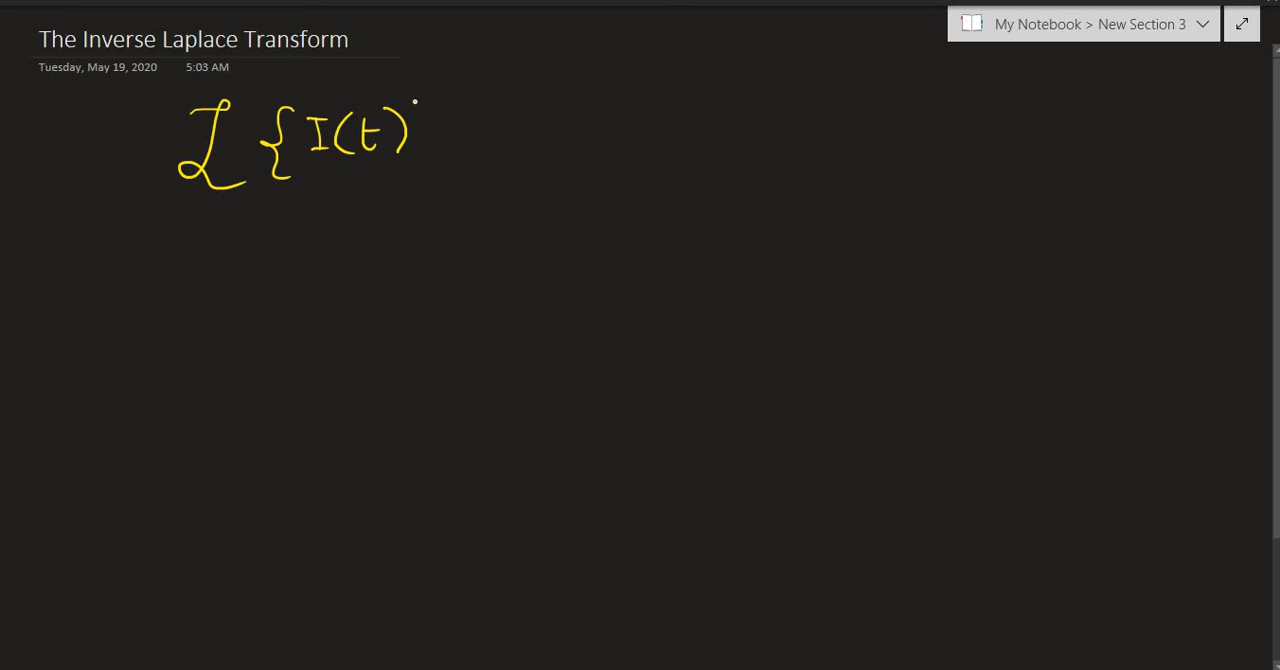 My Notebook > New Section 3
The Inverse Laplace Transform
Tuesday, May 19, 2020 5:03 AM
ℒ { I(t)